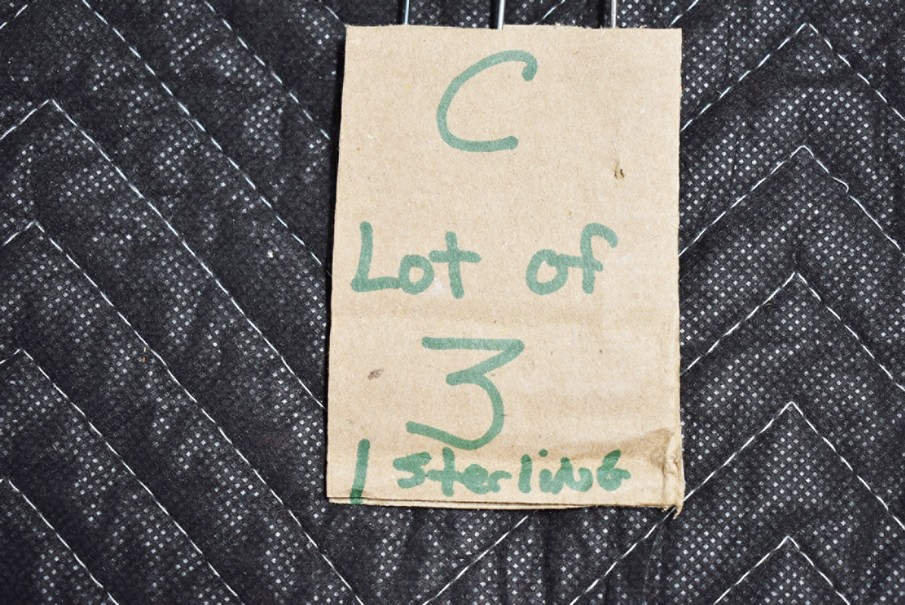 C
Lot of
3
1 sterling